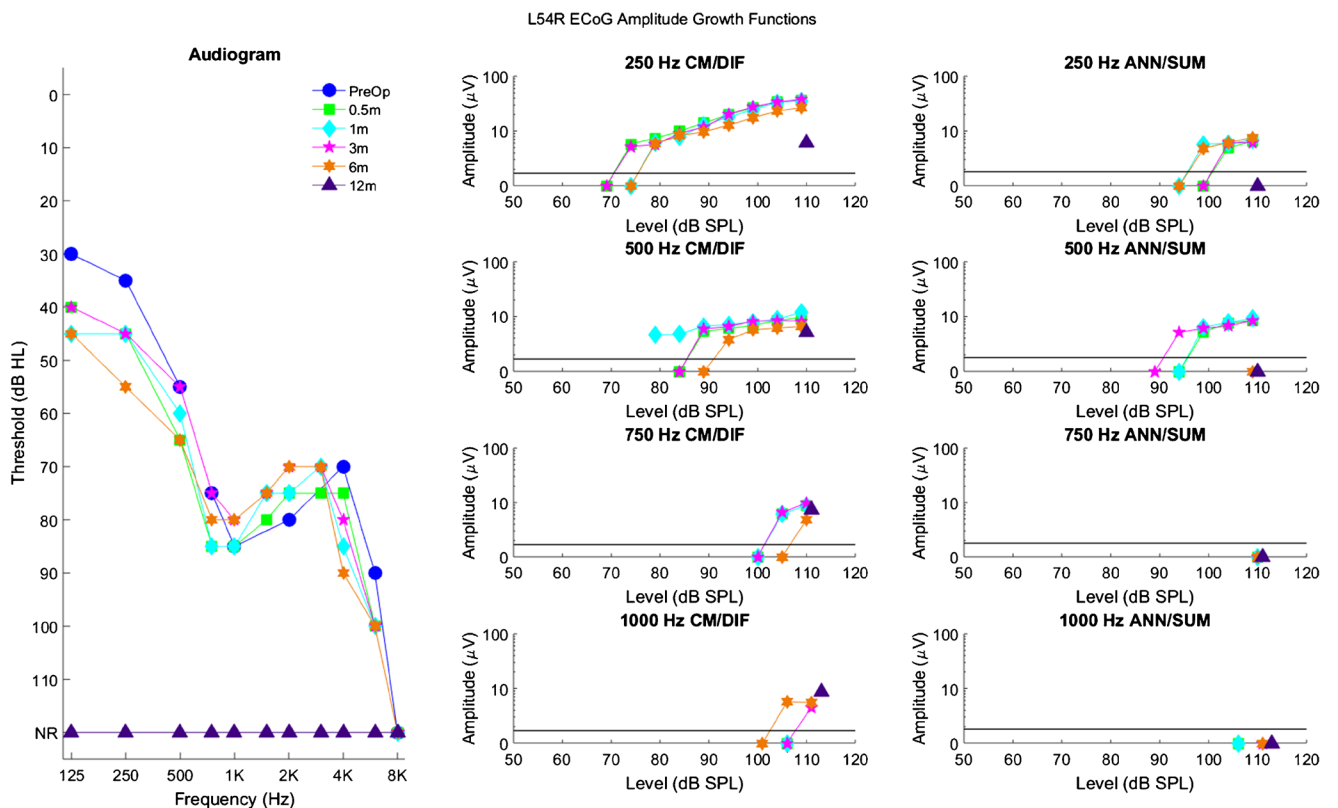 L54R ECoG Amplitude Growth Functions
Audiogram
PreOp
0.5m
1m
3m
6m
12m
0
10
20
30
40
50
60
70
80
90
100
110
NR
Threshold (dB HL)
125 250 500 1K 2K 4K 8K
Frequency (Hz)
250 Hz CM/DIF
Amplitude (μV)
100
10
0
50 60 70 80 90 100 110 120
Level (dB SPL)
250 Hz ANN/SUM
Amplitude (μV)
100
10
0
50 60 70 80 90 100 110 120
Level (dB SPL)
500 Hz CM/DIF
Amplitude (μV)
100
10
0
50 60 70 80 90 100 110 120
Level (dB SPL)
500 Hz ANN/SUM
Amplitude (μV)
100
10
0
50 60 70 80 90 100 110 120
Level (dB SPL)
750 Hz CM/DIF
Amplitude (μV)
100
10
0
50 60 70 80 90 100 110 120
Level (dB SPL)
750 Hz ANN/SUM
Amplitude (μV)
100
10
0
50 60 70 80 90 100 110 120
Level (dB SPL)
1000 Hz CM/DIF
Amplitude (μV)
100
10
0
50 60 70 80 90 100 110 120
Level (dB SPL)
1000 Hz ANN/SUM
Amplitude (μV)
100
10
0
50 60 70 80 90 100 110 120
Level (dB SPL)